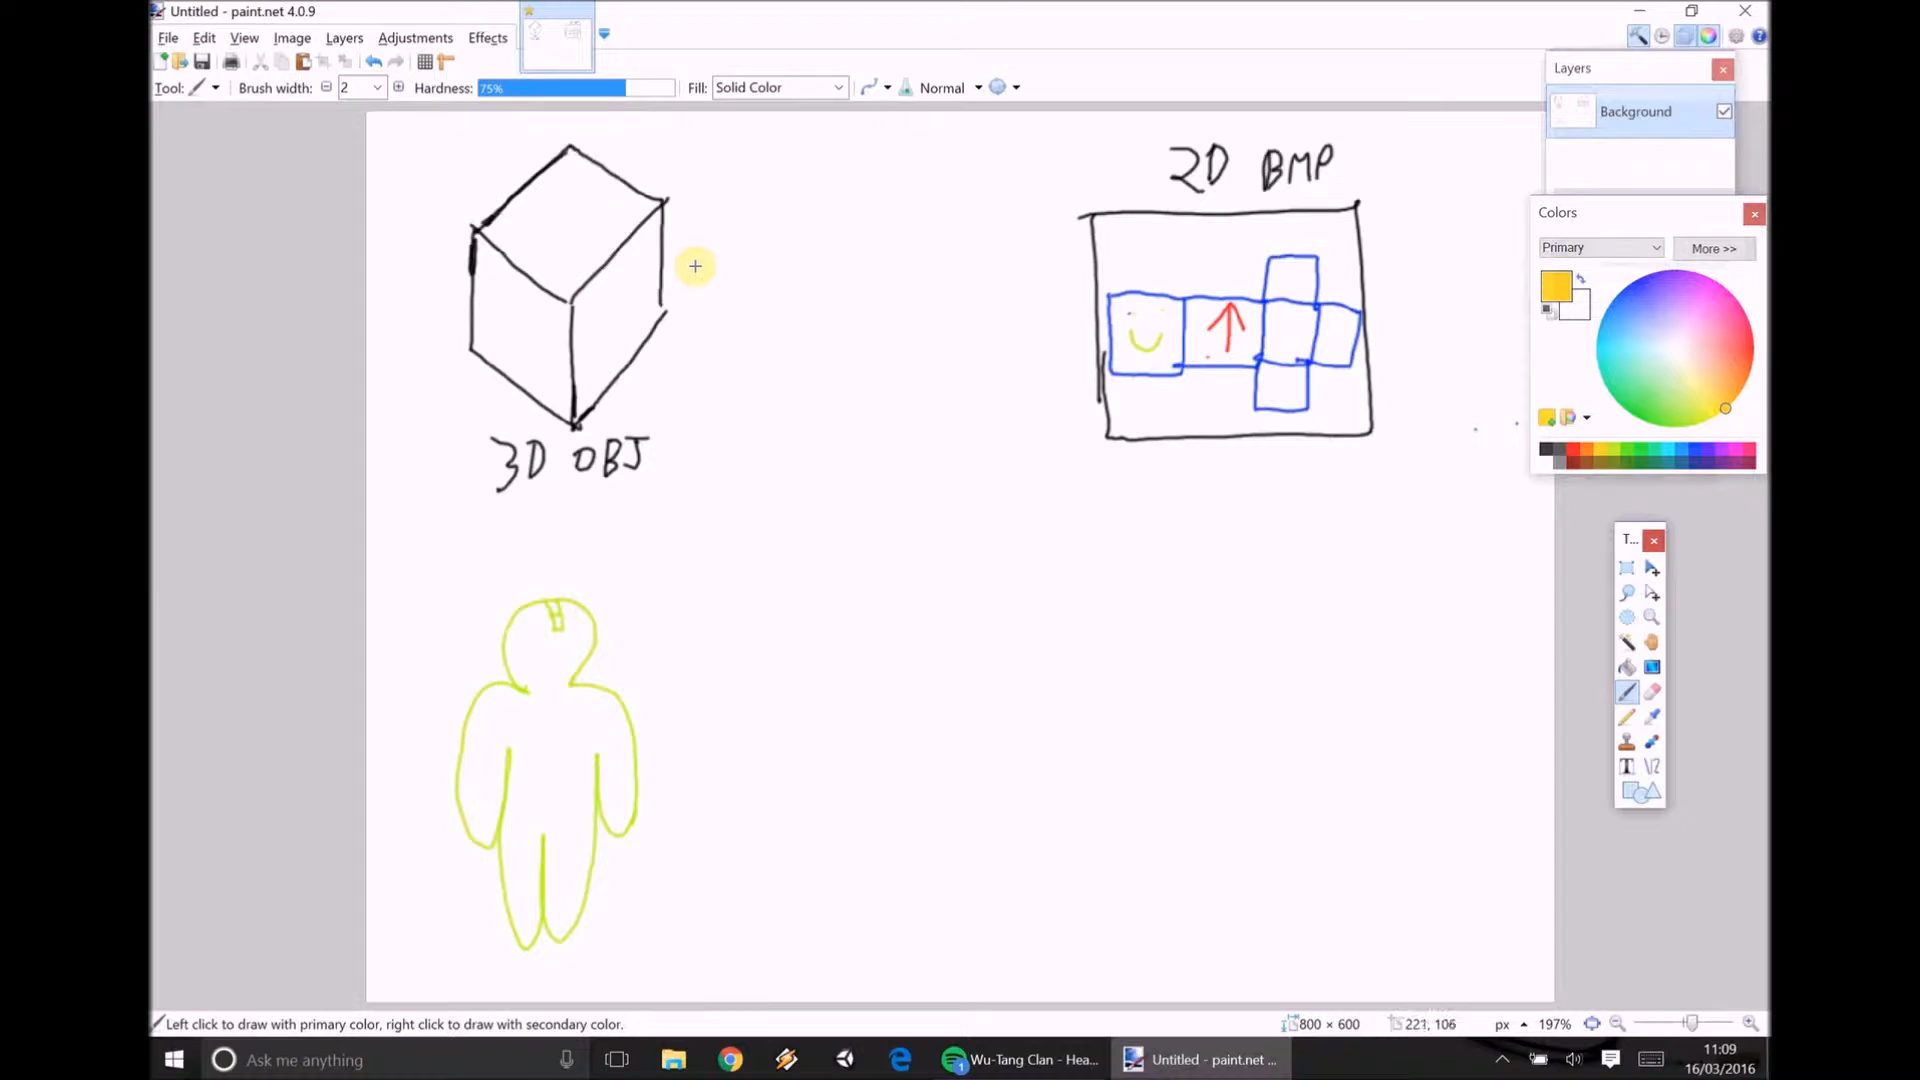 Untitled - paint.net 4.0.9
File Edit View Image Layers Adjustments Effects
Tool: Brush width: 2 Hardness: 75% Fill: Solid Color Normal
Layers
Background
Colors
Primary More >>
2D BMP
3D OBJ
T...
Left click to draw with primary color, right click to draw with secondary color.
800 × 600 221, 106 px 197%
Ask me anything
1 Wu-Tang Clan - Hea...
Untitled - paint.net ...
11:09
16/03/2016